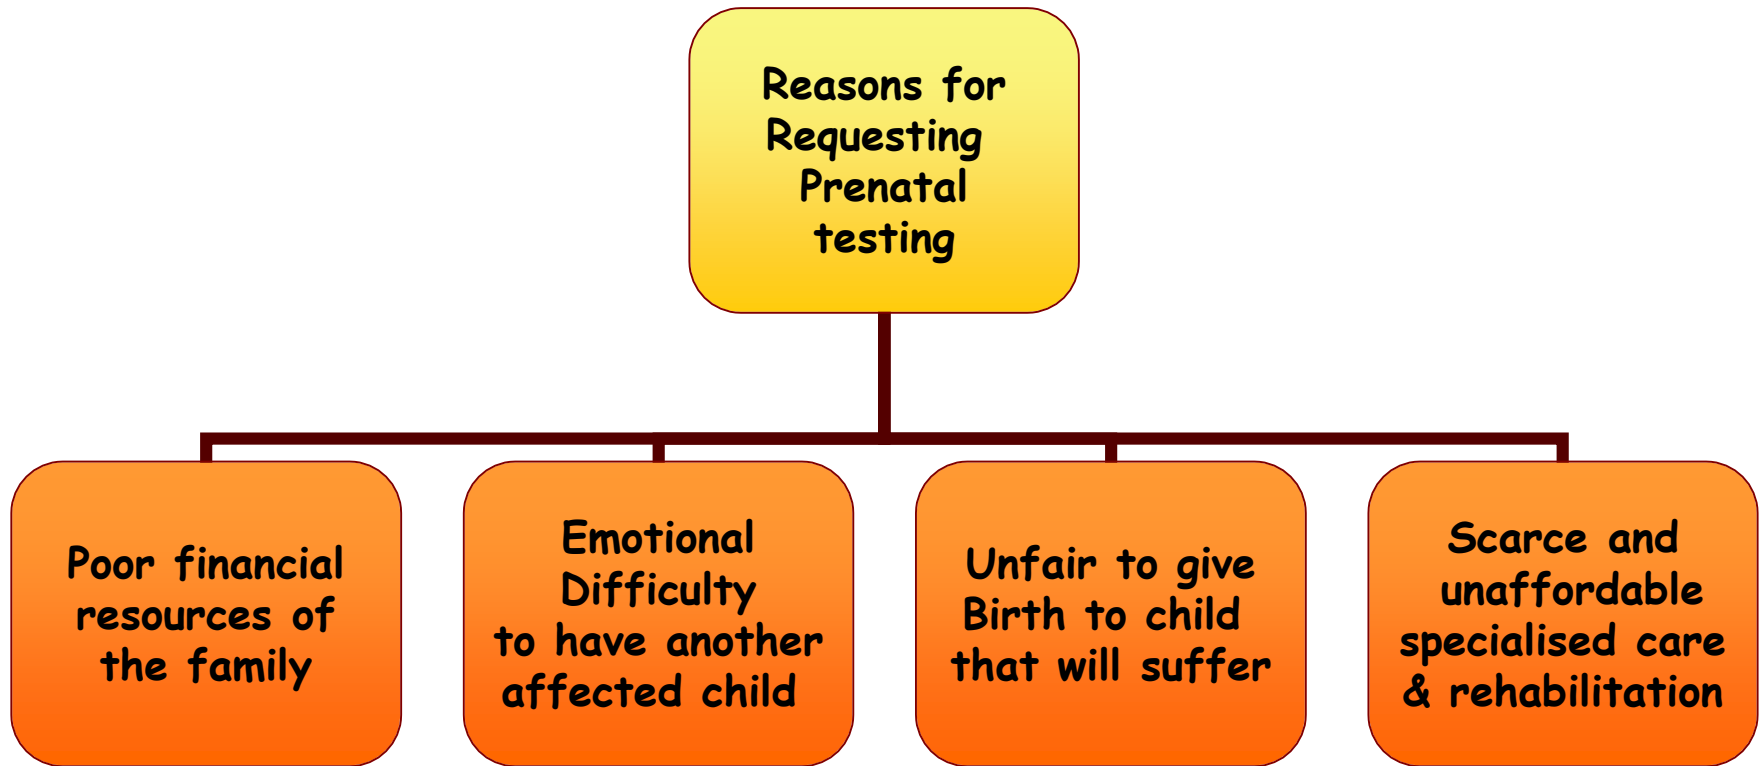 Reasons for
Requesting
Prenatal
testing
Poor financial
resources of
the family
Emotional
Difficulty
to have another
affected child
Unfair to give
Birth to child
that will suffer
Scarce and
unaffordable
specialised care
& rehabilitation